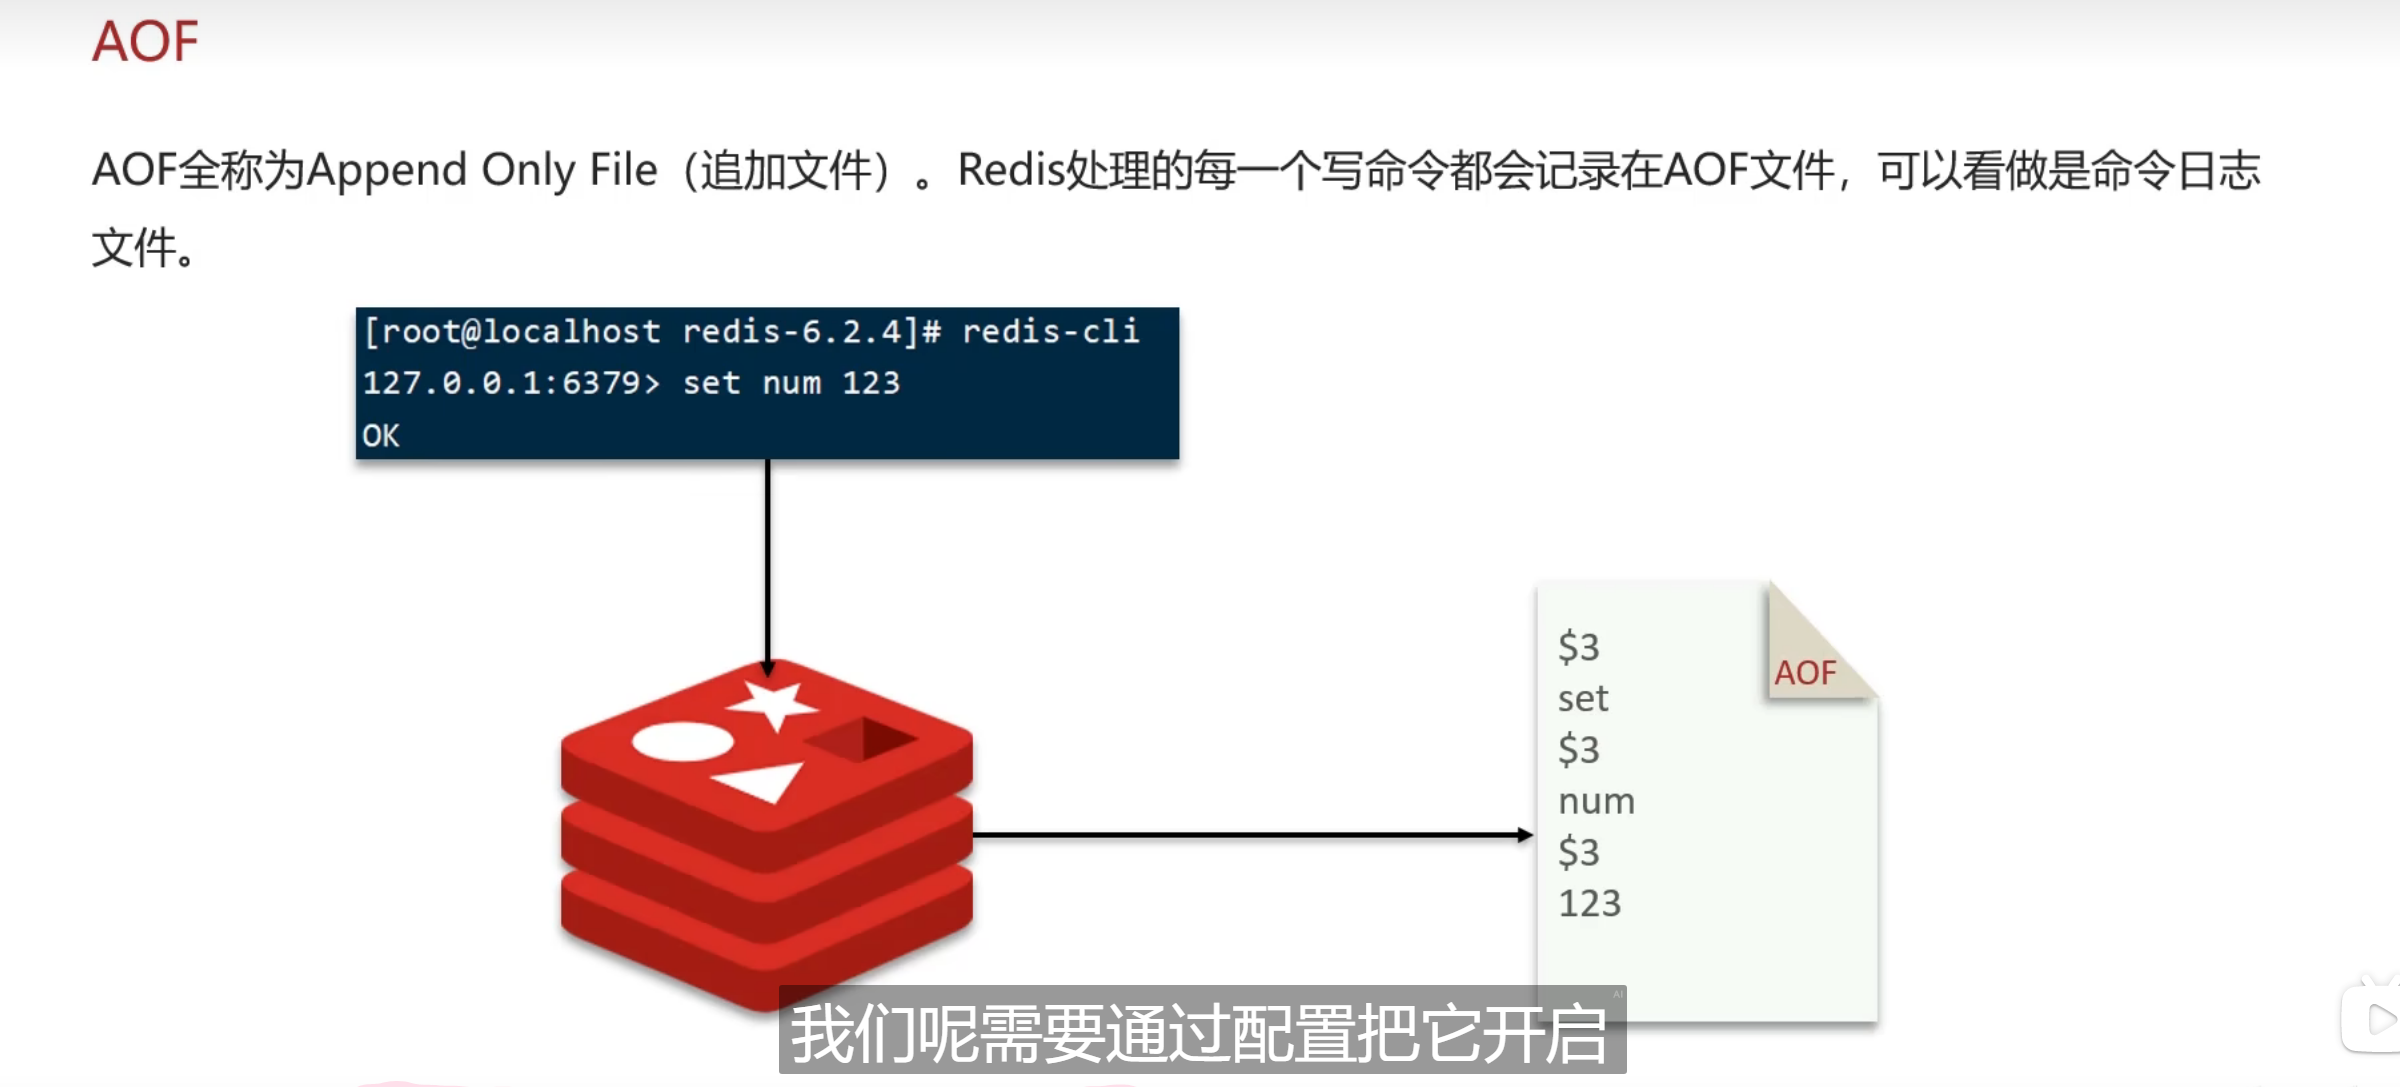 AOF
AOF全称为Append Only File（追加文件）。Redis处理的每一个写命令都会记录在AOF文件，可以看做是命令日志
文件。
[root@localhost redis-6.2.4]# redis-cli
127.0.0.1:6379> set num 123
OK
AOF
$3
set
$3
num
$3
123
AI
我们呢需要通过配置把它开启